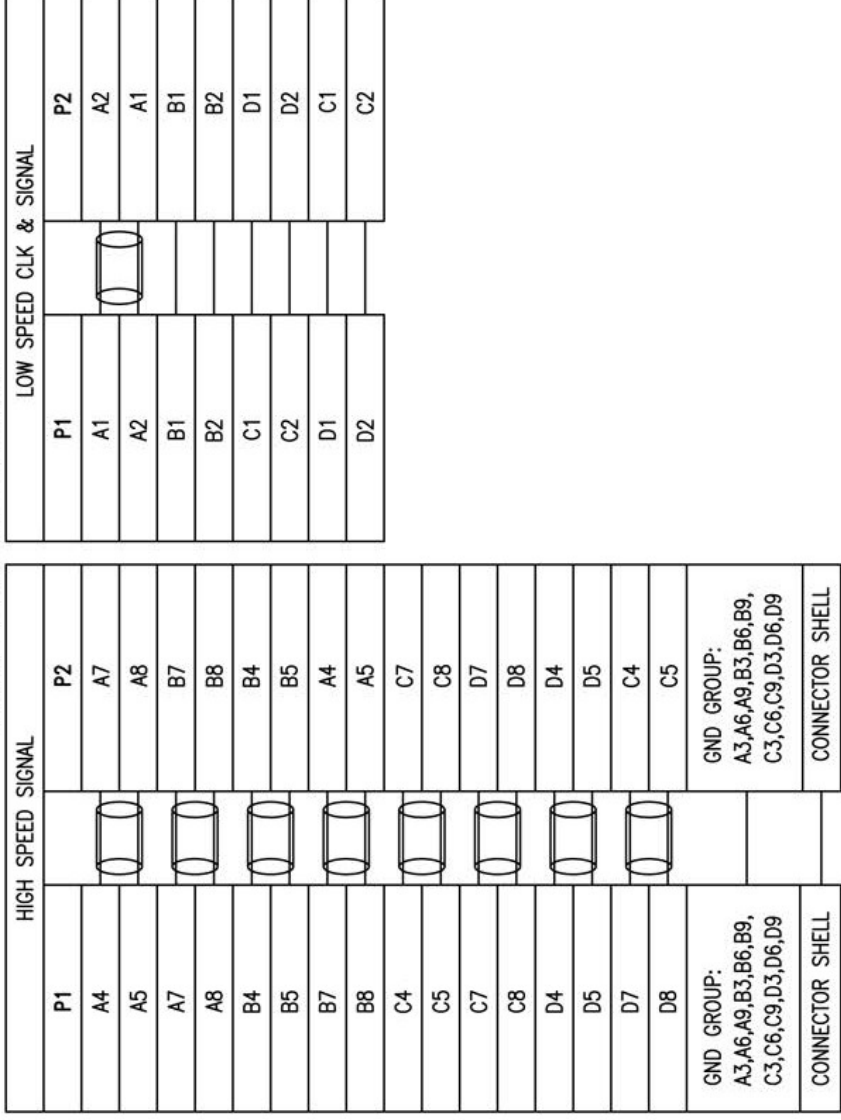 HIGH SPEED SIGNAL
P1 P2
A4 A7
A5 A8
A7 B7
A8 B8
B4 B4
B5 B5
B7 A4
B8 A5
C4 C7
C5 C8
C7 D7
C8 D8
D4 D4
D5 D5
D7 C4
D8 C5
GND GROUP: GND GROUP:
A3,A6,A9,B3,B6,B9, A3,A6,A9,B3,B6,B9,
C3,C6,C9,D3,D6,D9 C3,C6,C9,D3,D6,D9
CONNECTOR SHELL CONNECTOR SHELL
LOW SPEED CLK & SIGNAL
P1 P2
A1 A2
A2 A1
B1 B1
B2 B2
C1 D1
C2 D2
D1 C1
D2 C2